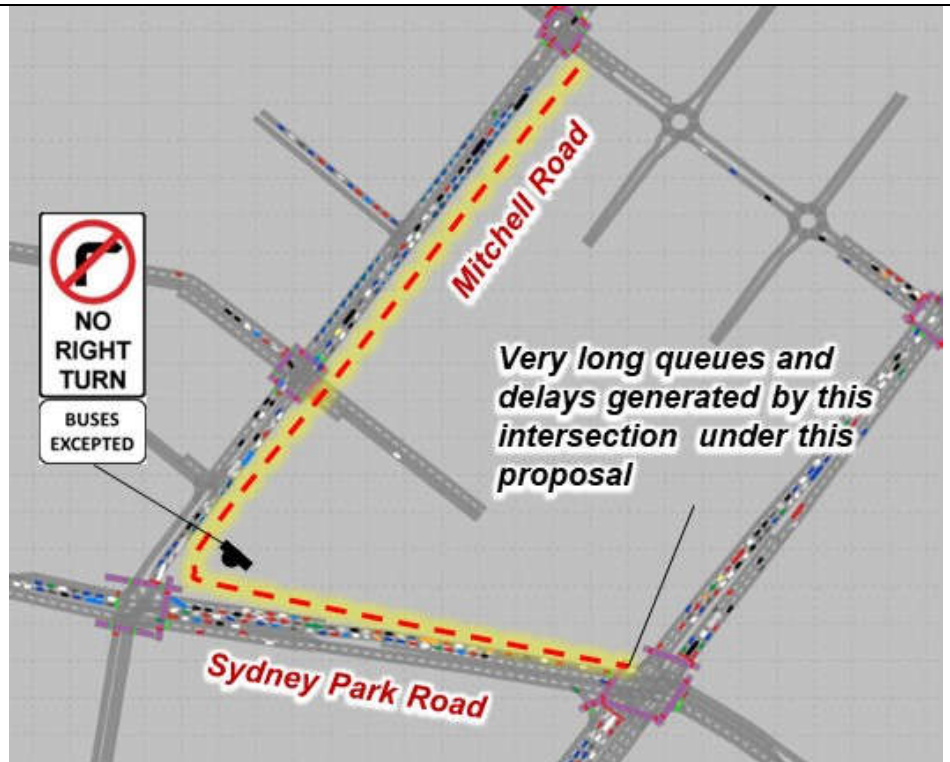 Mitchell Road
NO
RIGHT
TURN
BUSES
EXCEPTED
Very long queues and
delays generated by this
intersection under this
proposal
Sydney Park Road